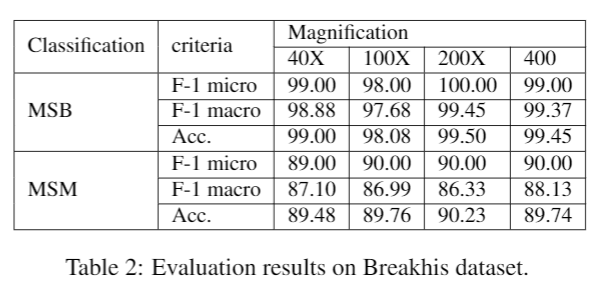 Classification criteria Magnification
40X 100X 200X 400
MSB F-1 micro 99.00 98.00 100.00 99.00
F-1 macro 98.88 97.68 99.45 99.37
Acc. 99.00 98.08 99.50 99.45
MSM F-1 micro 89.00 90.00 90.00 90.00
F-1 macro 87.10 86.99 86.33 88.13
Acc. 89.48 89.76 90.23 89.74
Table 2: Evaluation results on Breakhis dataset.